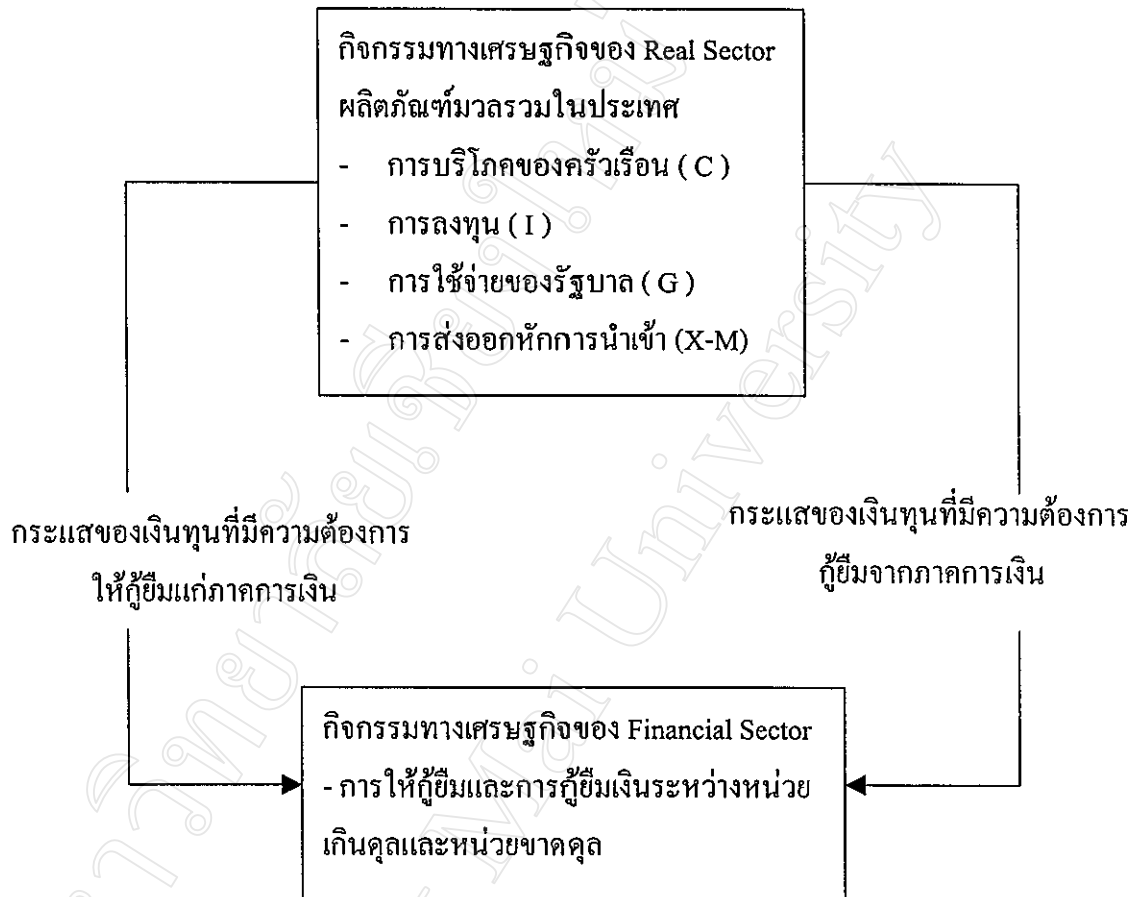 กิจกรรมทางเศรษฐกิจของ Real Sector
ผลิตภัณฑ์มวลรวมในประเทศ
- การบริโภคของครัวเรือน ( C )
- การลงทุน ( I )
- การใช้จ่ายของรัฐบาล ( G )
- การส่งออกหักการนำเข้า (X-M)
กระแสของเงินทุนที่มีความต้องการ
ให้กู้ยืมแก่ภาคการเงิน
กระแสของเงินทุนที่มีความต้องการ
กู้ยืมจากภาคการเงิน
กิจกรรมทางเศรษฐกิจของ Financial Sector
- การให้กู้ยืมและการกู้ยืมเงินระหว่างหน่วย
เกินดุลและหน่วยขาดดุล
Mai University